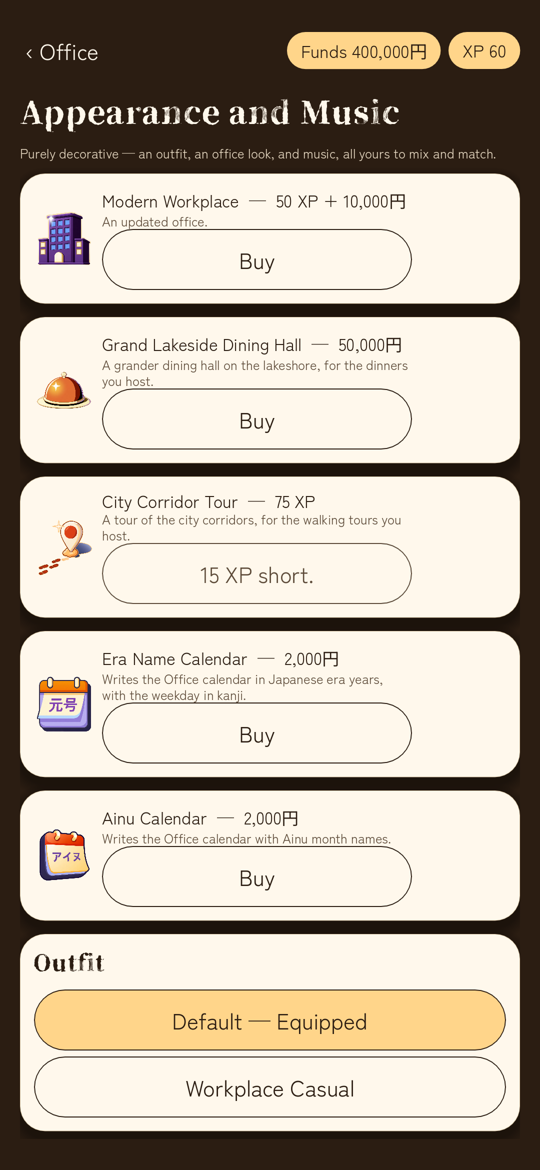 ‹ Office
Funds 400,000円
XP 60
Appearance and Music
Purely decorative — an outfit, an office look, and music, all yours to mix and match.
Modern Workplace — 50 XP + 10,000円
An updated office.
Buy
Grand Lakeside Dining Hall — 50,000円
A grander dining hall on the lakeshore, for the dinners
you host.
Buy
City Corridor Tour — 75 XP
A tour of the city corridors, for the walking tours you
host.
15 XP short.
元号
Era Name Calendar — 2,000円
Writes the Office calendar in Japanese era years,
with the weekday in kanji.
Buy
アイヌ
Ainu Calendar — 2,000円
Writes the Office calendar with Ainu month names.
Buy
Outfit
Default — Equipped
Workplace Casual